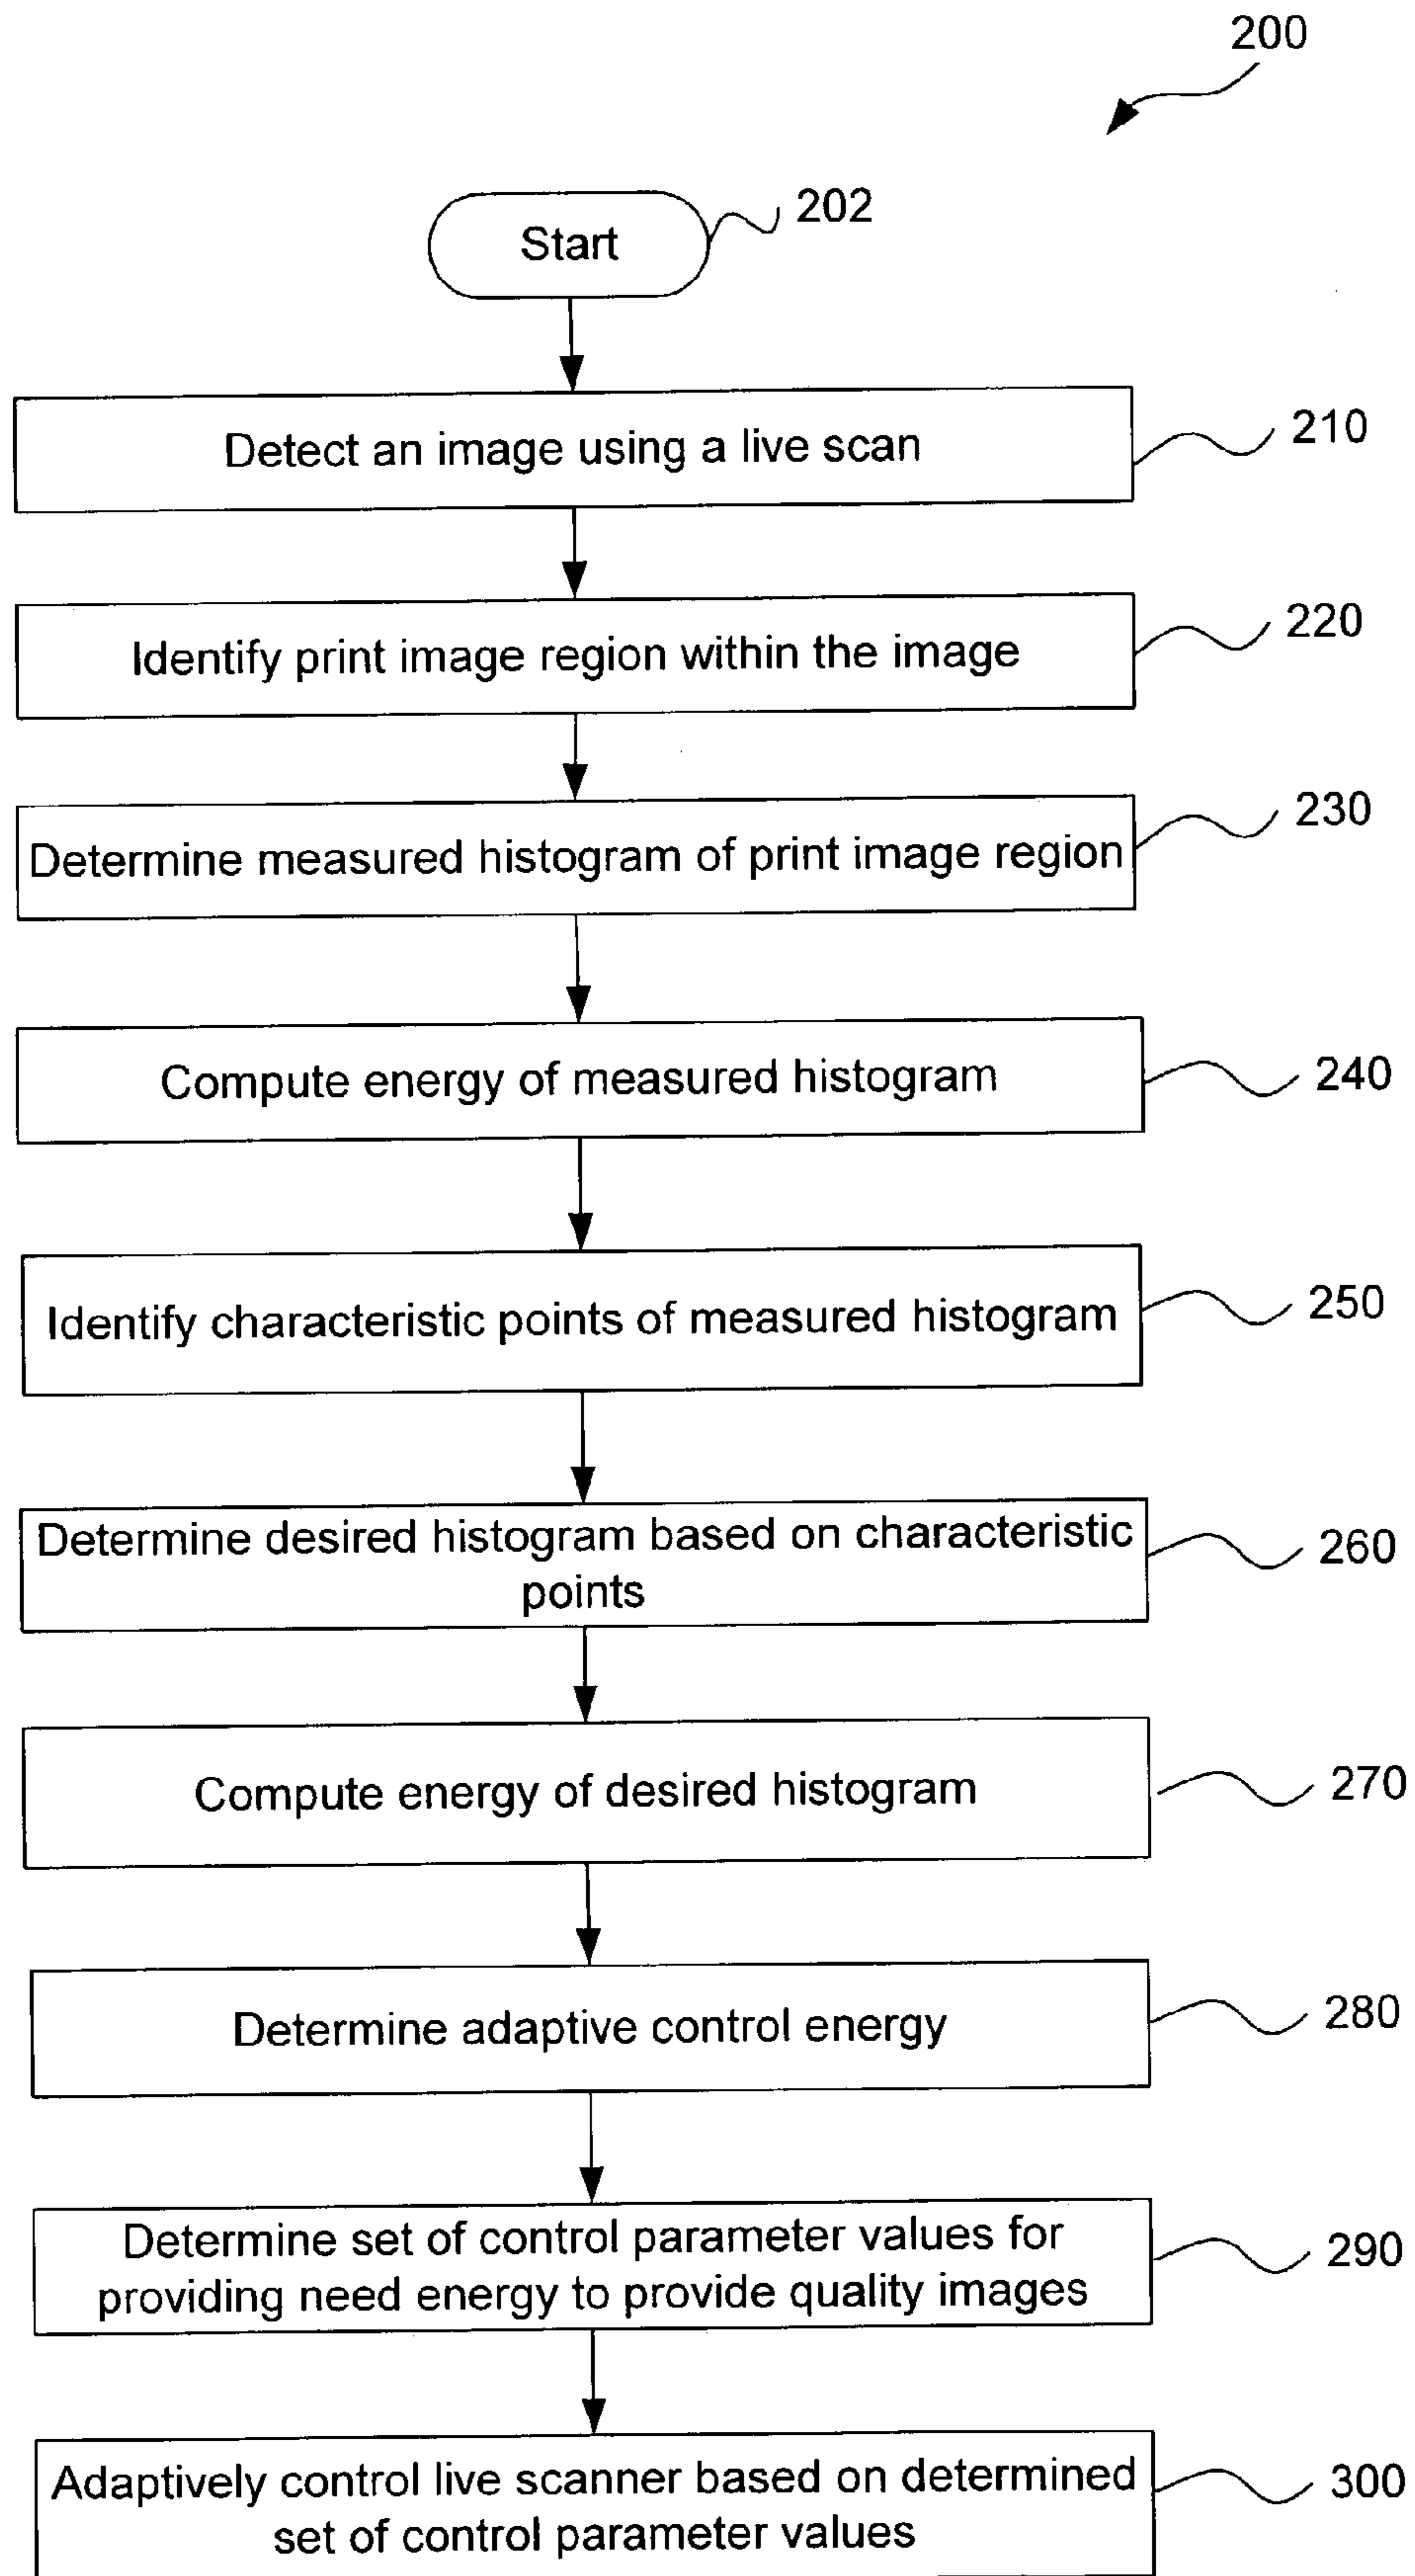 200
Start
202
Detect an image using a live scan
210
Identify print image region within the image
220
Determine measured histogram of print image region
230
Compute energy of measured histogram
240
Identify characteristic points of measured histogram
250
Determine desired histogram based on characteristic
points
260
Compute energy of desired histogram
270
Determine adaptive control energy
280
Determine set of control parameter values for
providing need energy to provide quality images
290
Adaptively control live scanner based on determined
set of control parameter values
300